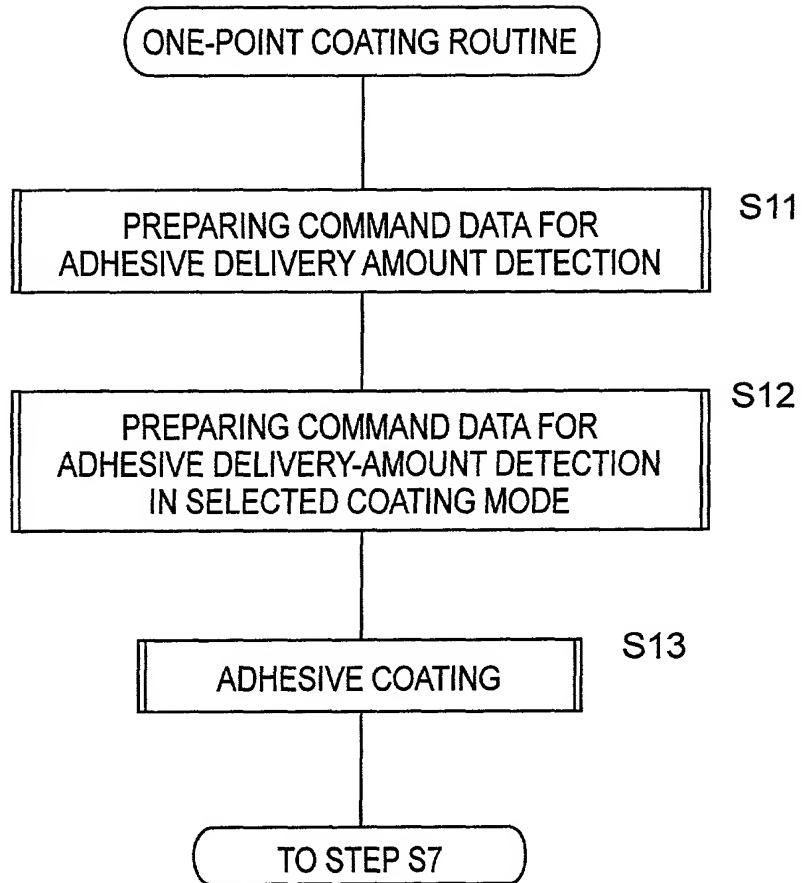 ONE-POINT COATING ROUTINE
S11
PREPARING COMMAND DATA FOR
ADHESIVE DELIVERY AMOUNT DETECTION
S12
PREPARING COMMAND DATA FOR
ADHESIVE DELIVERY-AMOUNT DETECTION
IN SELECTED COATING MODE
S13
ADHESIVE COATING
TO STEP S7